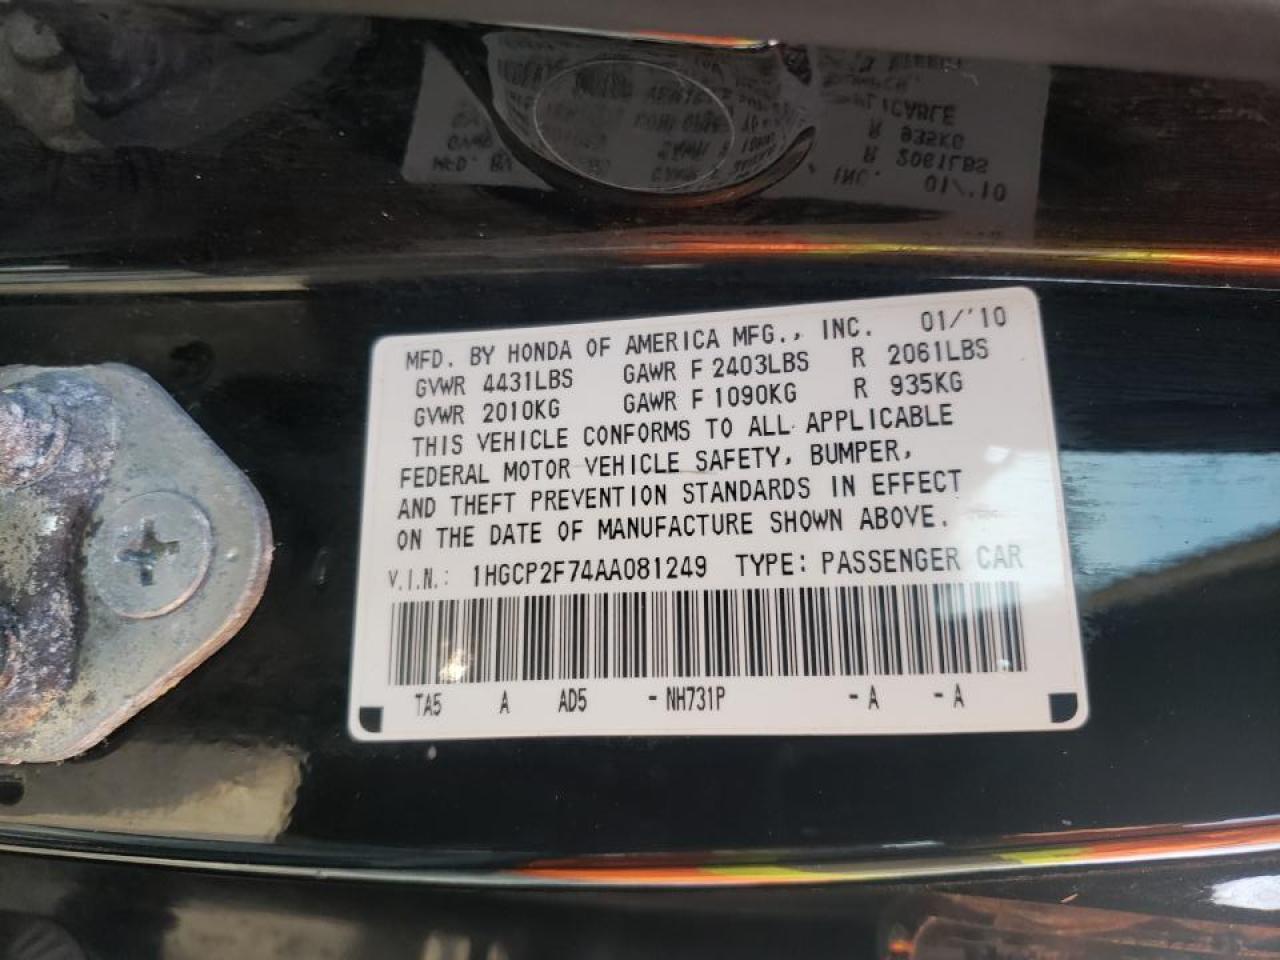 MFD. BY HONDA OF AMERICA MFG., INC. 01/'10
GVWR 4431LBS GAWR F 2403LBS R 2061LBS
GVWR 2010KG GAWR F 1090KG R 935KG
THIS VEHICLE CONFORMS TO ALL APPLICABLE
FEDERAL MOTOR VEHICLE SAFETY, BUMPER,
AND THEFT PREVENTION STANDARDS IN EFFECT
ON THE DATE OF MANUFACTURE SHOWN ABOVE.
V.I.N.: 1HGCP2F74AA081249 TYPE: PASSENGER CAR
TA5 A AD5 - NH731P - A - A